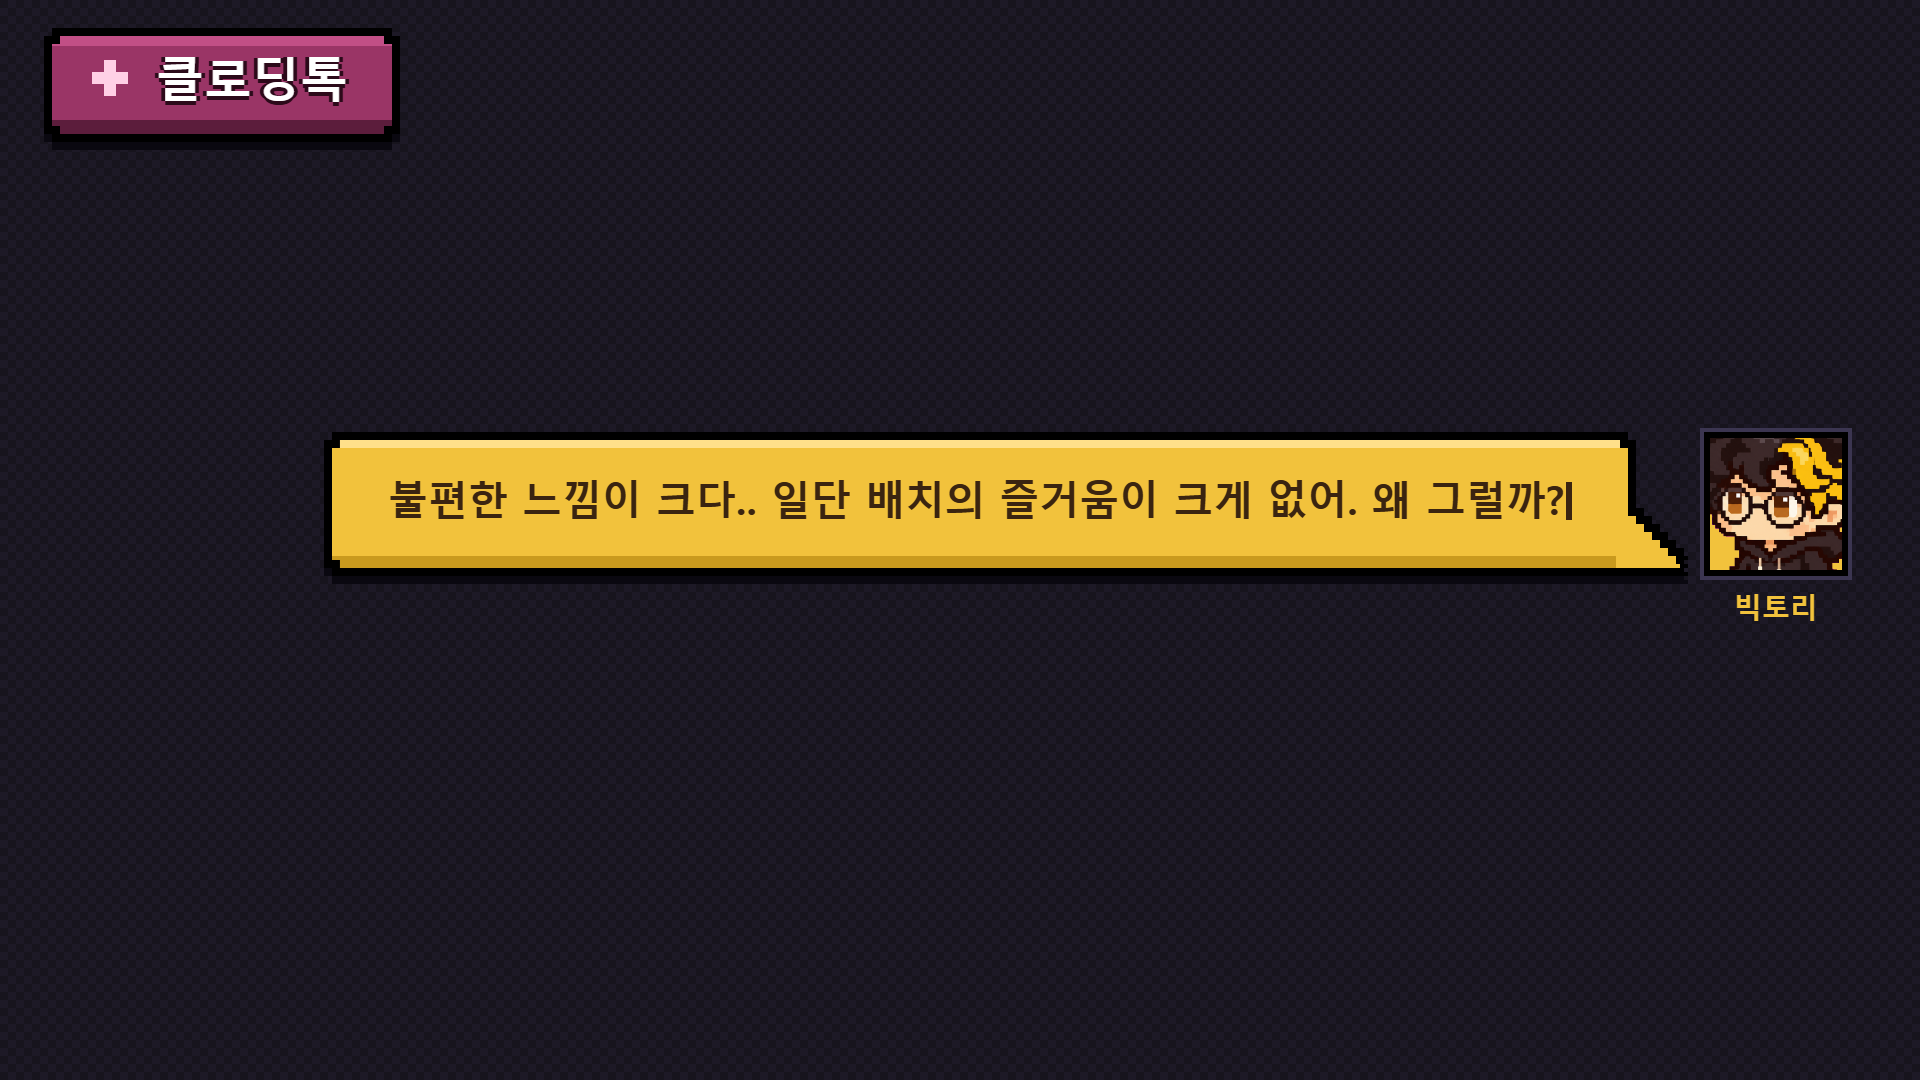 클로딩톡
불편한 느낌이 크다.. 일단 배치의 즐거움이 크게 없어. 왜 그럴까?
빅토리